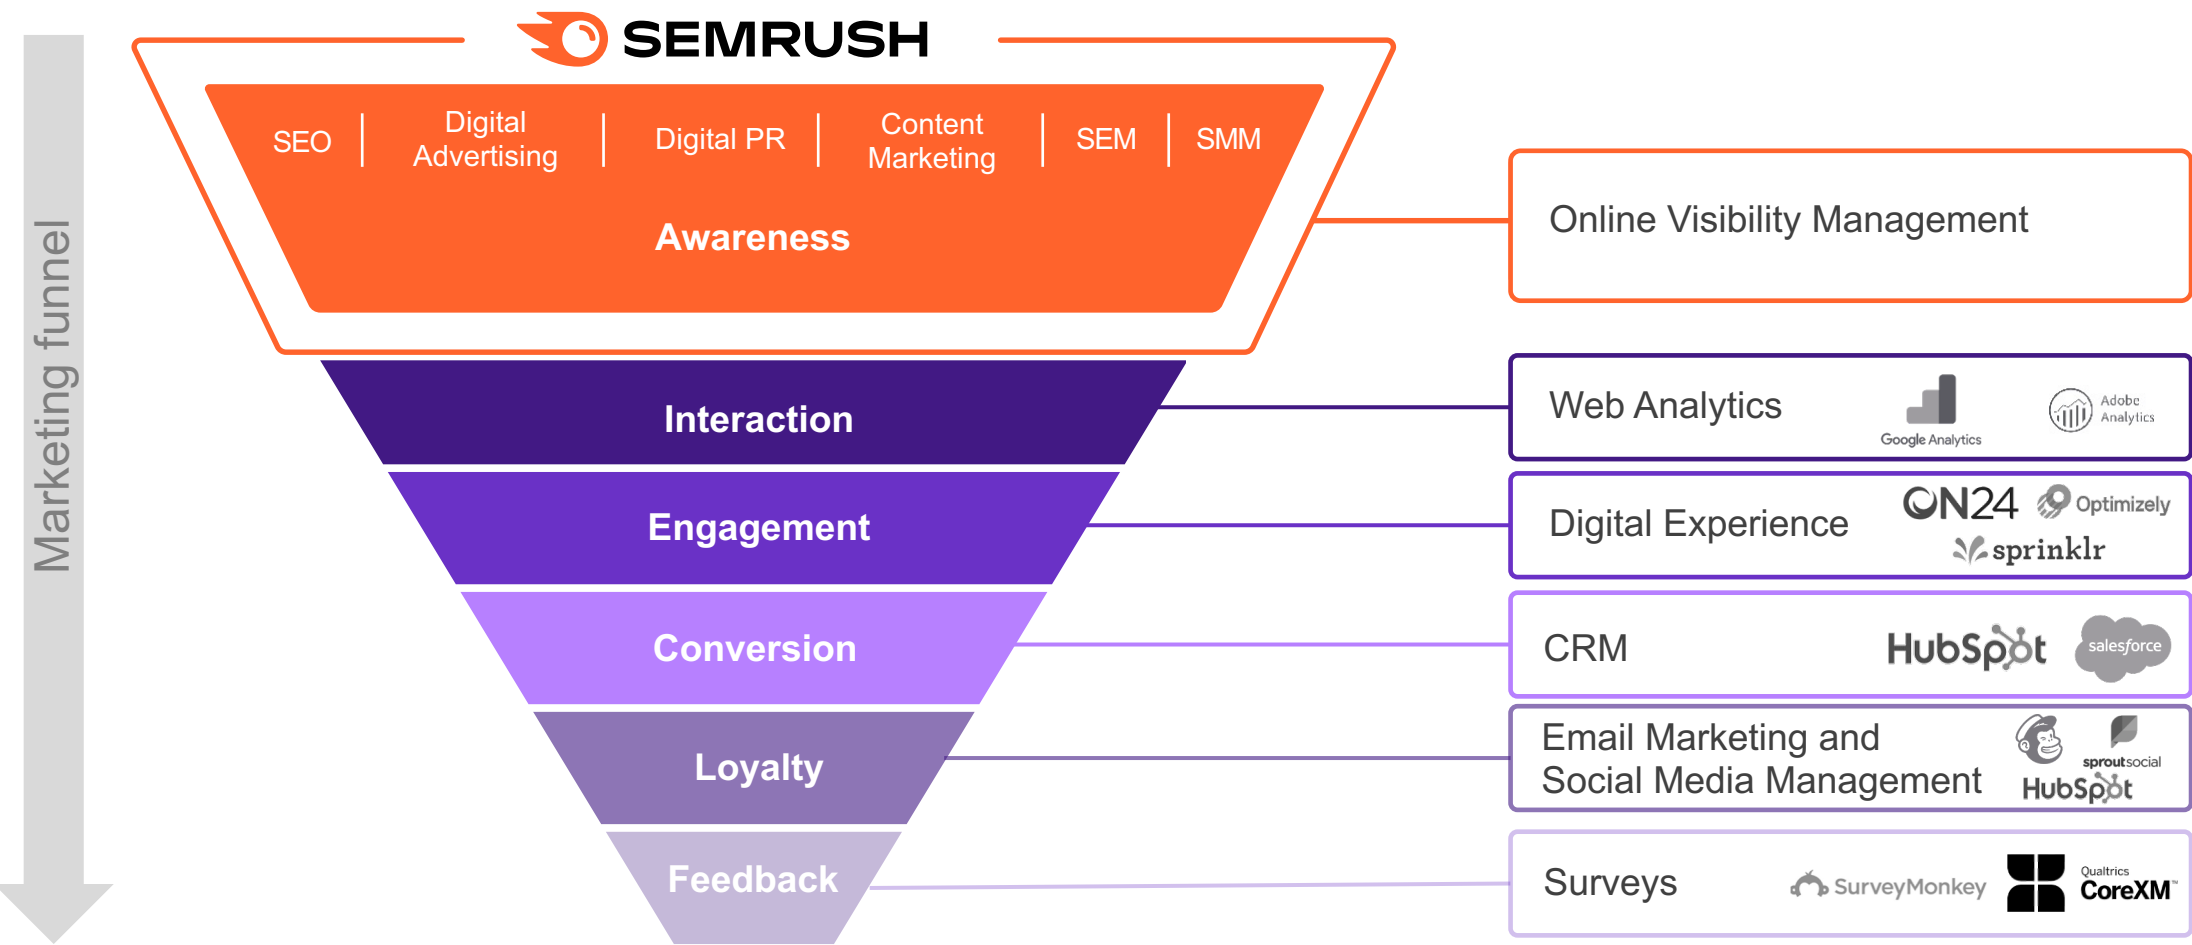 SEMRUSH
SEO
Digital
Advertising
Digital PR
Content
Marketing
SEM
SMM
Awareness
Online Visibility Management
Marketing funnel
Interaction
Web Analytics
Google Analytics
Adobe
Analytics
Engagement
Digital Experience
ON24
Optimizely
sprinklr
Conversion
CRM
HubSpot
salesforce
Loyalty
Email Marketing and
Social Media Management
sproutsocial
HubSpot
Feedback
Surveys
SurveyMonkey
Qualtrics
CoreXM™